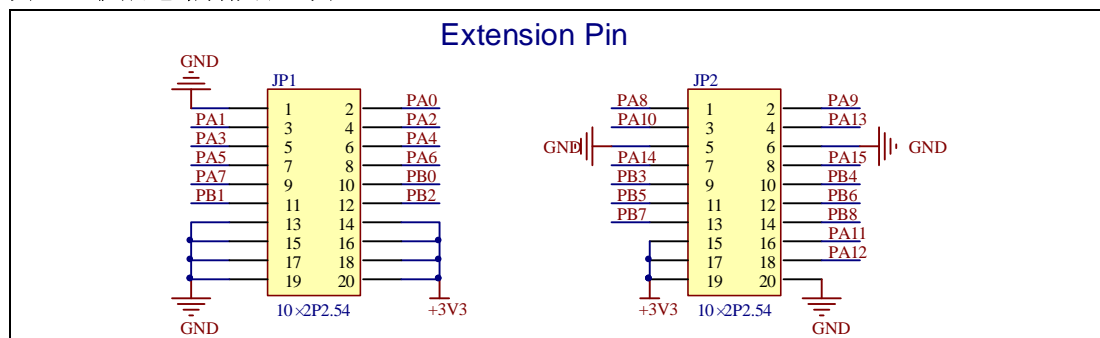 Extension Pin
GND
JP1
JP2
1 2 PA0
PA1 3 4 PA2
PA3 5 6 PA4
PA5 7 8 PA6
PA7 9 10 PB0
PB1 11 12 PB2
13 14
15 16
17 18
19 20
GND
10×2P2.54
+3V3
PA8 1 2 PA9
PA10 3 4 PA13
GND 5 6 GND
PA14 7 8 PA15
PB3 9 10 PB4
PB5 11 12 PB6
PB7 13 14 PB8
15 16 PA11
17 18 PA12
19 20
+3V3
10×2P2.54
GND